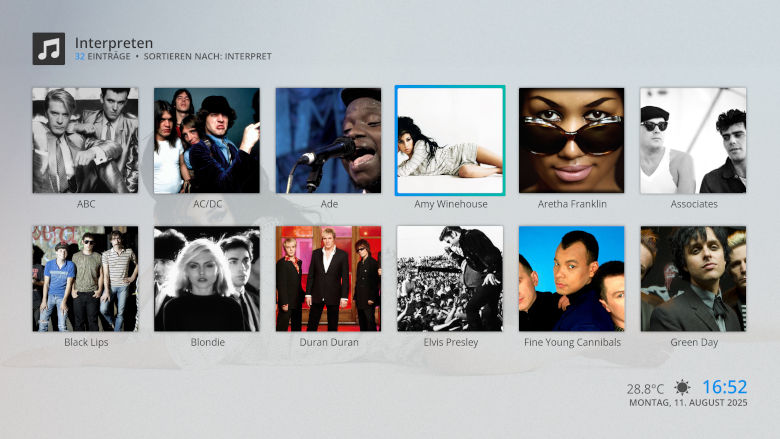 Interpreten
32 EINTRÄGE • SORTIEREN NACH: INTERPRET
ABC
AC/DC
Ade
Amy Winehouse
Aretha Franklin
Associates
Black Lips
Blondie
Duran Duran
Elvis Presley
Fine Young Cannibals
Green Day
28.8°C 16:52
MONTAG, 11. AUGUST 2025